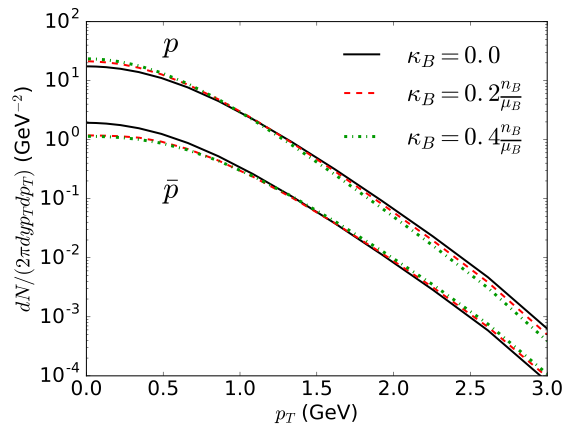 10^2
10^1
10^0
10^-1
10^-2
10^-3
10^-4
dN/(2πdyp_Tdp_T) (GeV^−2)
p
p̄
κ_B = 0.0
κ_B = 0.2 n_B/μ_B
κ_B = 0.4 n_B/μ_B
0.0 0.5 1.0 1.5 2.0 2.5 3.0
p_T (GeV)